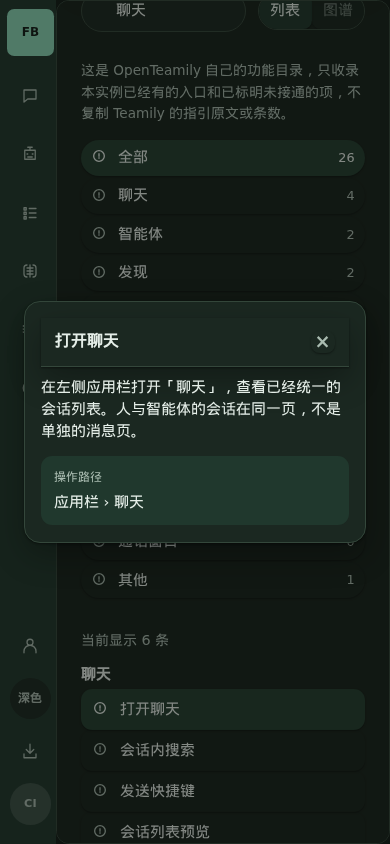 FB
聊天
列表
图谱
这是 OpenTeamily 自己的功能目录，只收录
本实例已经有的入口和已标明未接通的项，不
复制 Teamily 的指引原文或条数。
全部
26
聊天
4
智能体
2
发现
2
打开聊天
×
在左侧应用栏打开「聊天」，查看已经统一的
会话列表。人与智能体的会话在同一页，不是
单独的消息页。
操作路径
应用栏 › 聊天
其他
1
当前显示 6 条
聊天
打开聊天
会话内搜索
发送快捷键
会话列表预览
深色
CI